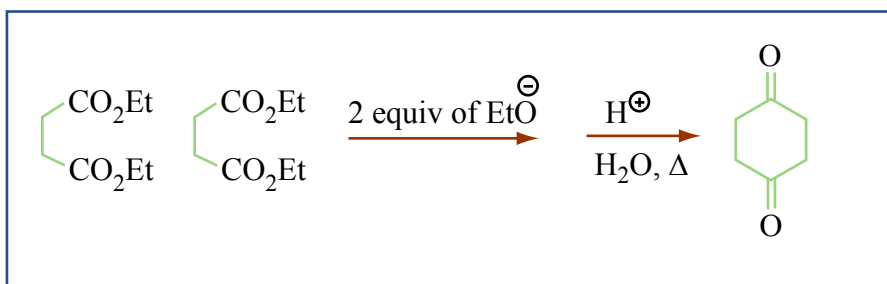 O
CO₂Et CO₂Et 2 equiv of EtO⊖ H⊕
CO₂Et CO₂Et H₂O, Δ
O